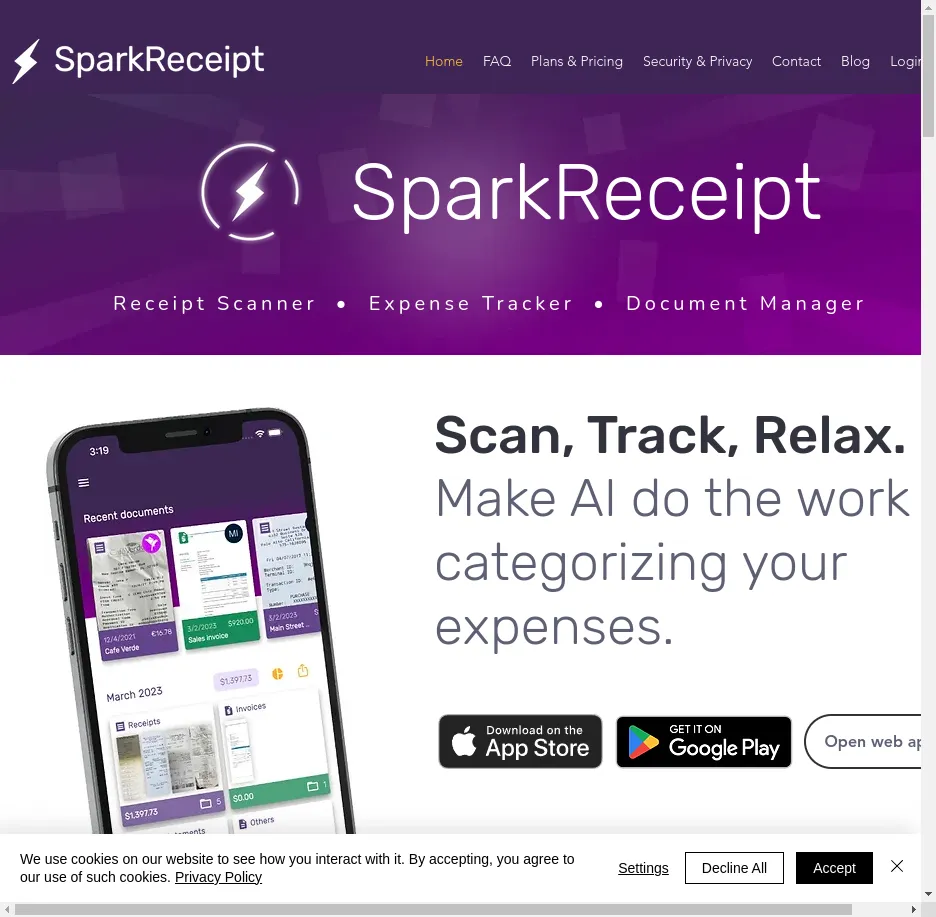 SparkReceipt
Home FAQ Plans & Pricing Security & Privacy Contact Blog Login
SparkReceipt
Receipt Scanner • Expense Tracker • Document Manager
Scan, Track, Relax.
Make AI do the work
categorizing your
expenses.
Download on the
App Store
GET IT ON
Google Play
Open web ap
3:19
Recent documents
MI
12/4/2021 €16.78
Cafe Verde
3/2/2023 $920.00
Sales invoice
3/2/2023
Main Street ...
March 2023
$1,397.73
Receipts
Invoices
$1,397.73 5
$0.00 1
Others
We use cookies on our website to see how you interact with it. By accepting, you agree to
our use of such cookies. Privacy Policy
Settings
Decline All
Accept